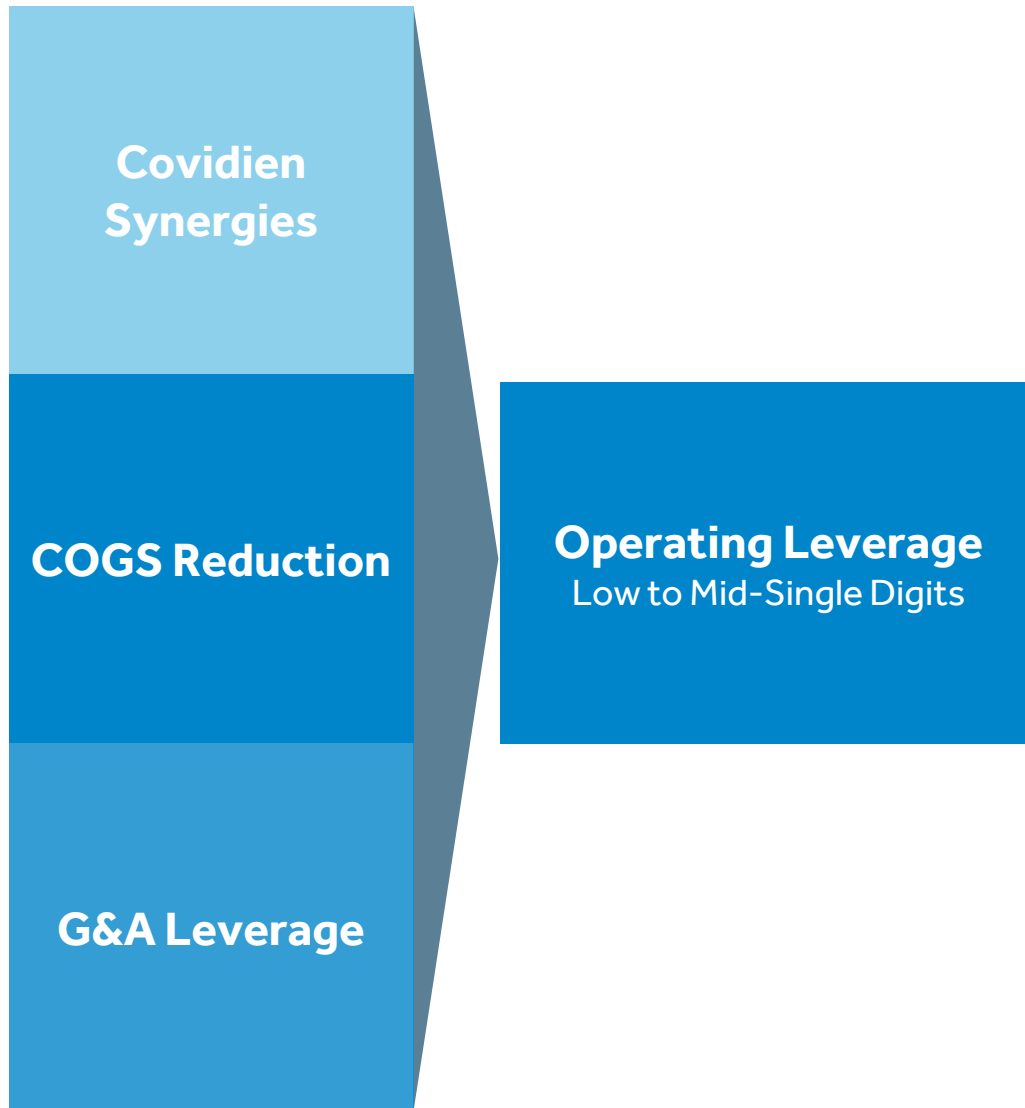 Covidien
Synergies
COGS Reduction
G&A Leverage
Operating Leverage
Low to Mid-Single Digits